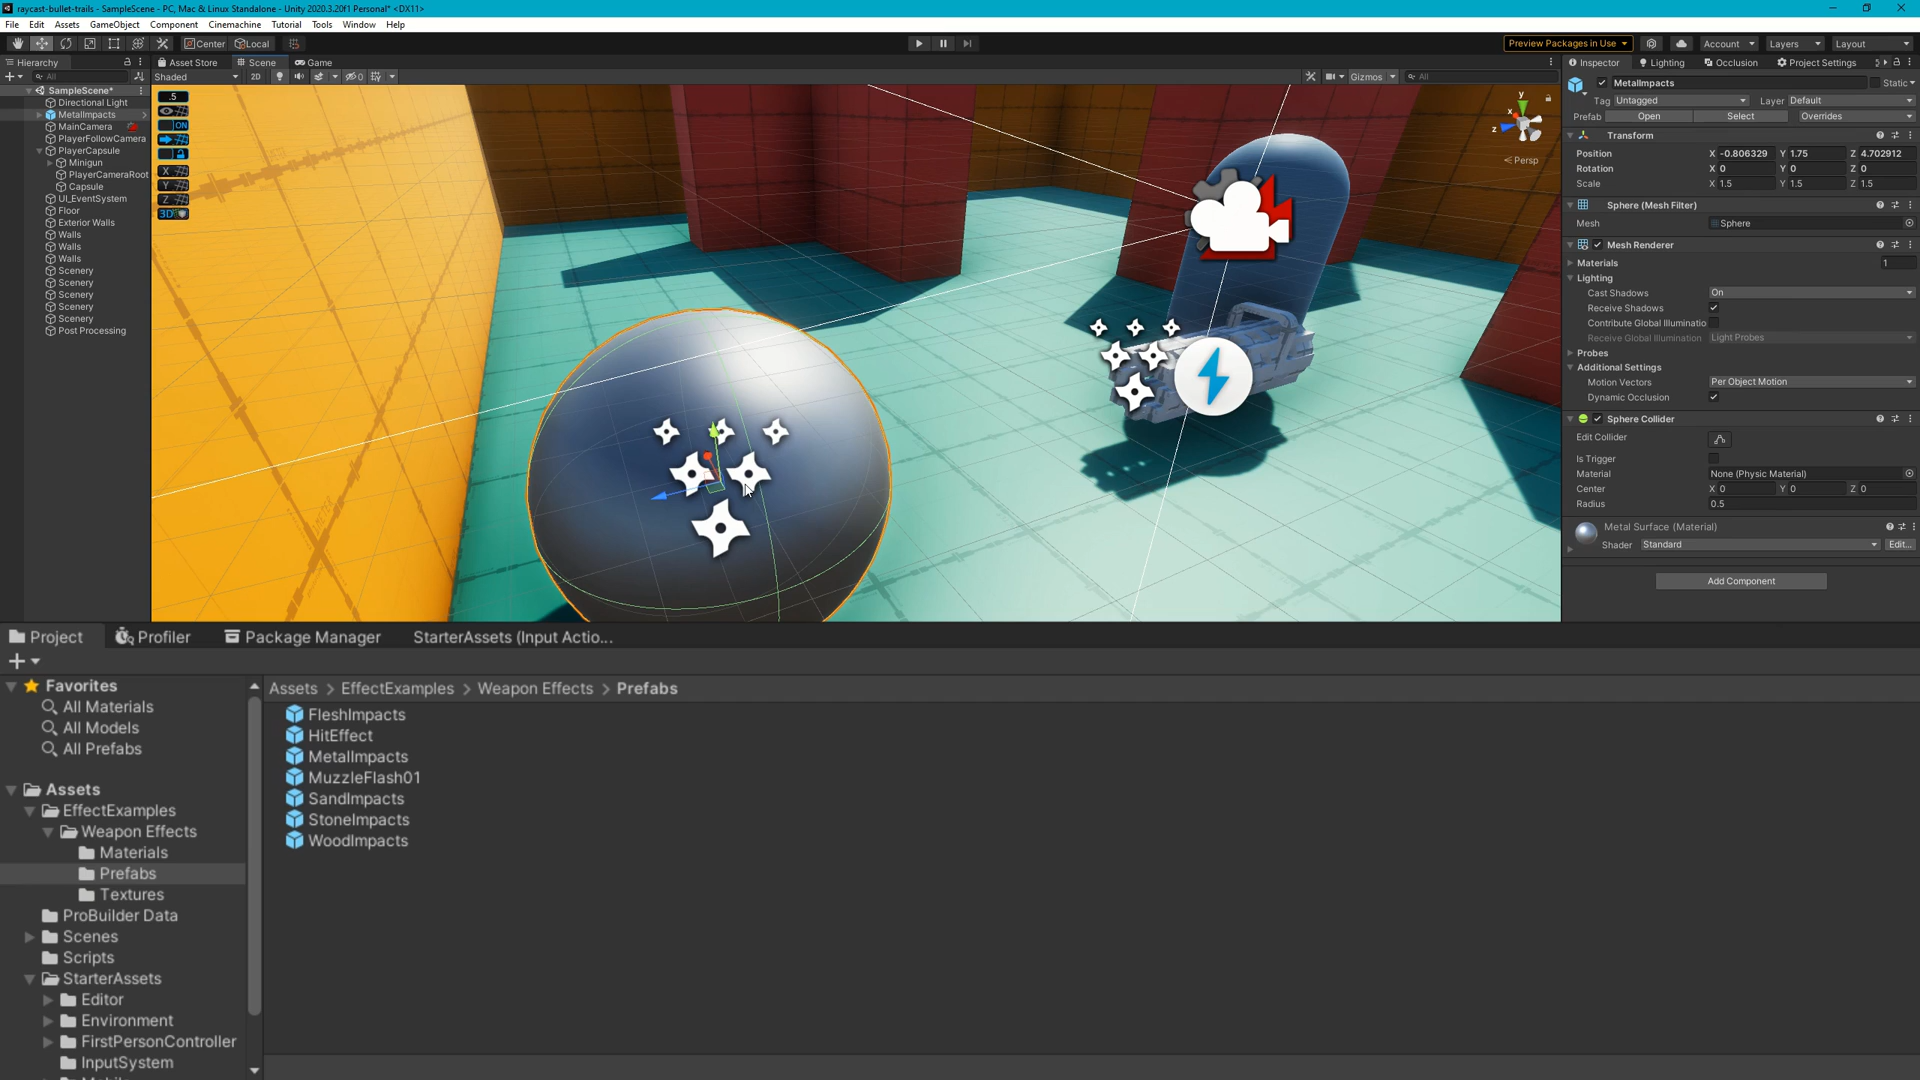 raycast-bullet-trails - SampleScene - PC, Mac & Linux Standalone - Unity 2020.3.20f1 Personal* <DX11>
File Edit Assets GameObject Component Cinemachine Tutorial Tools Window Help
Center Local Preview Packages in Use Account Layers Layout
Hierarchy Asset Store Scene Game Inspector Lighting Occlusion Project Settings
All Shaded 2D 0 Gizmos All
SampleScene*
Directional Light
MetalImpacts
MainCamera
PlayerFollowCamera
PlayerCapsule
Minigun
PlayerCameraRoot
Capsule
UI_EventSystem
Floor
Exterior Walls
Walls
Walls
Walls
Scenery
Scenery
Scenery
Scenery
Scenery
Post Processing
.5
ON
X
Y
Z
3D
y
x
z
Persp
MetalImpacts Static
Tag Untagged Layer Default
Prefab Open Select Overrides
Transform
Position X -0.806329 Y 1.75 Z 4.702912
Rotation X 0 Y 0 Z 0
Scale X 1.5 Y 1.5 Z 1.5
Sphere (Mesh Filter)
Mesh Sphere
Mesh Renderer
Materials 1
Lighting
Cast Shadows On
Receive Shadows
Contribute Global Illuminatio
Receive Global Illumination Light Probes
Probes
Additional Settings
Motion Vectors Per Object Motion
Dynamic Occlusion
Sphere Collider
Edit Collider
Is Trigger
Material None (Physic Material)
Center X 0 Y 0 Z 0
Radius 0.5
Metal Surface (Material)
Shader Standard Edit...
Add Component
Project Profiler Package Manager StarterAssets (Input Actio...
Favorites
All Materials
All Models
All Prefabs
Assets
EffectExamples
Weapon Effects
Materials
Prefabs
Textures
ProBuilder Data
Scenes
Scripts
StarterAssets
Editor
Environment
FirstPersonController
InputSystem
Assets > EffectExamples > Weapon Effects > Prefabs
FleshImpacts
HitEffect
MetalImpacts
MuzzleFlash01
SandImpacts
StoneImpacts
WoodImpacts